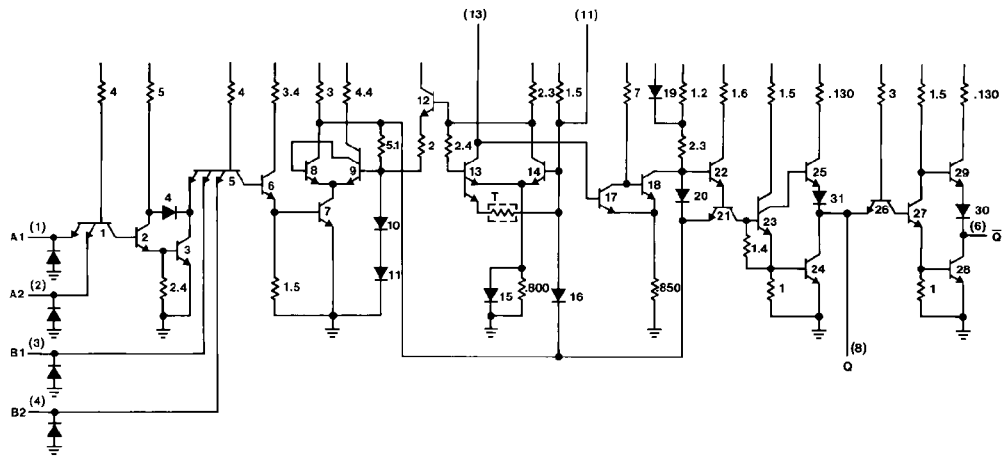 (13) (11)
4 5 4 3.4 3 4.4 12 2.3 1.5 7 19 1.2 1.6 1.5 .130 3 1.5 .130
5.1 2 2.4 2.3
4 5 6 8 9 13 14 17 18 22 25 29
A1 (1) 1 2 3 7 10 T 20 21 23 31 26 27 30 (6) Q̄
2.4 1.5 11 15 .800 16 850 1.4 1 24 1 28
A2 (2)
B1 (3) (8)
Q
B2 (4)